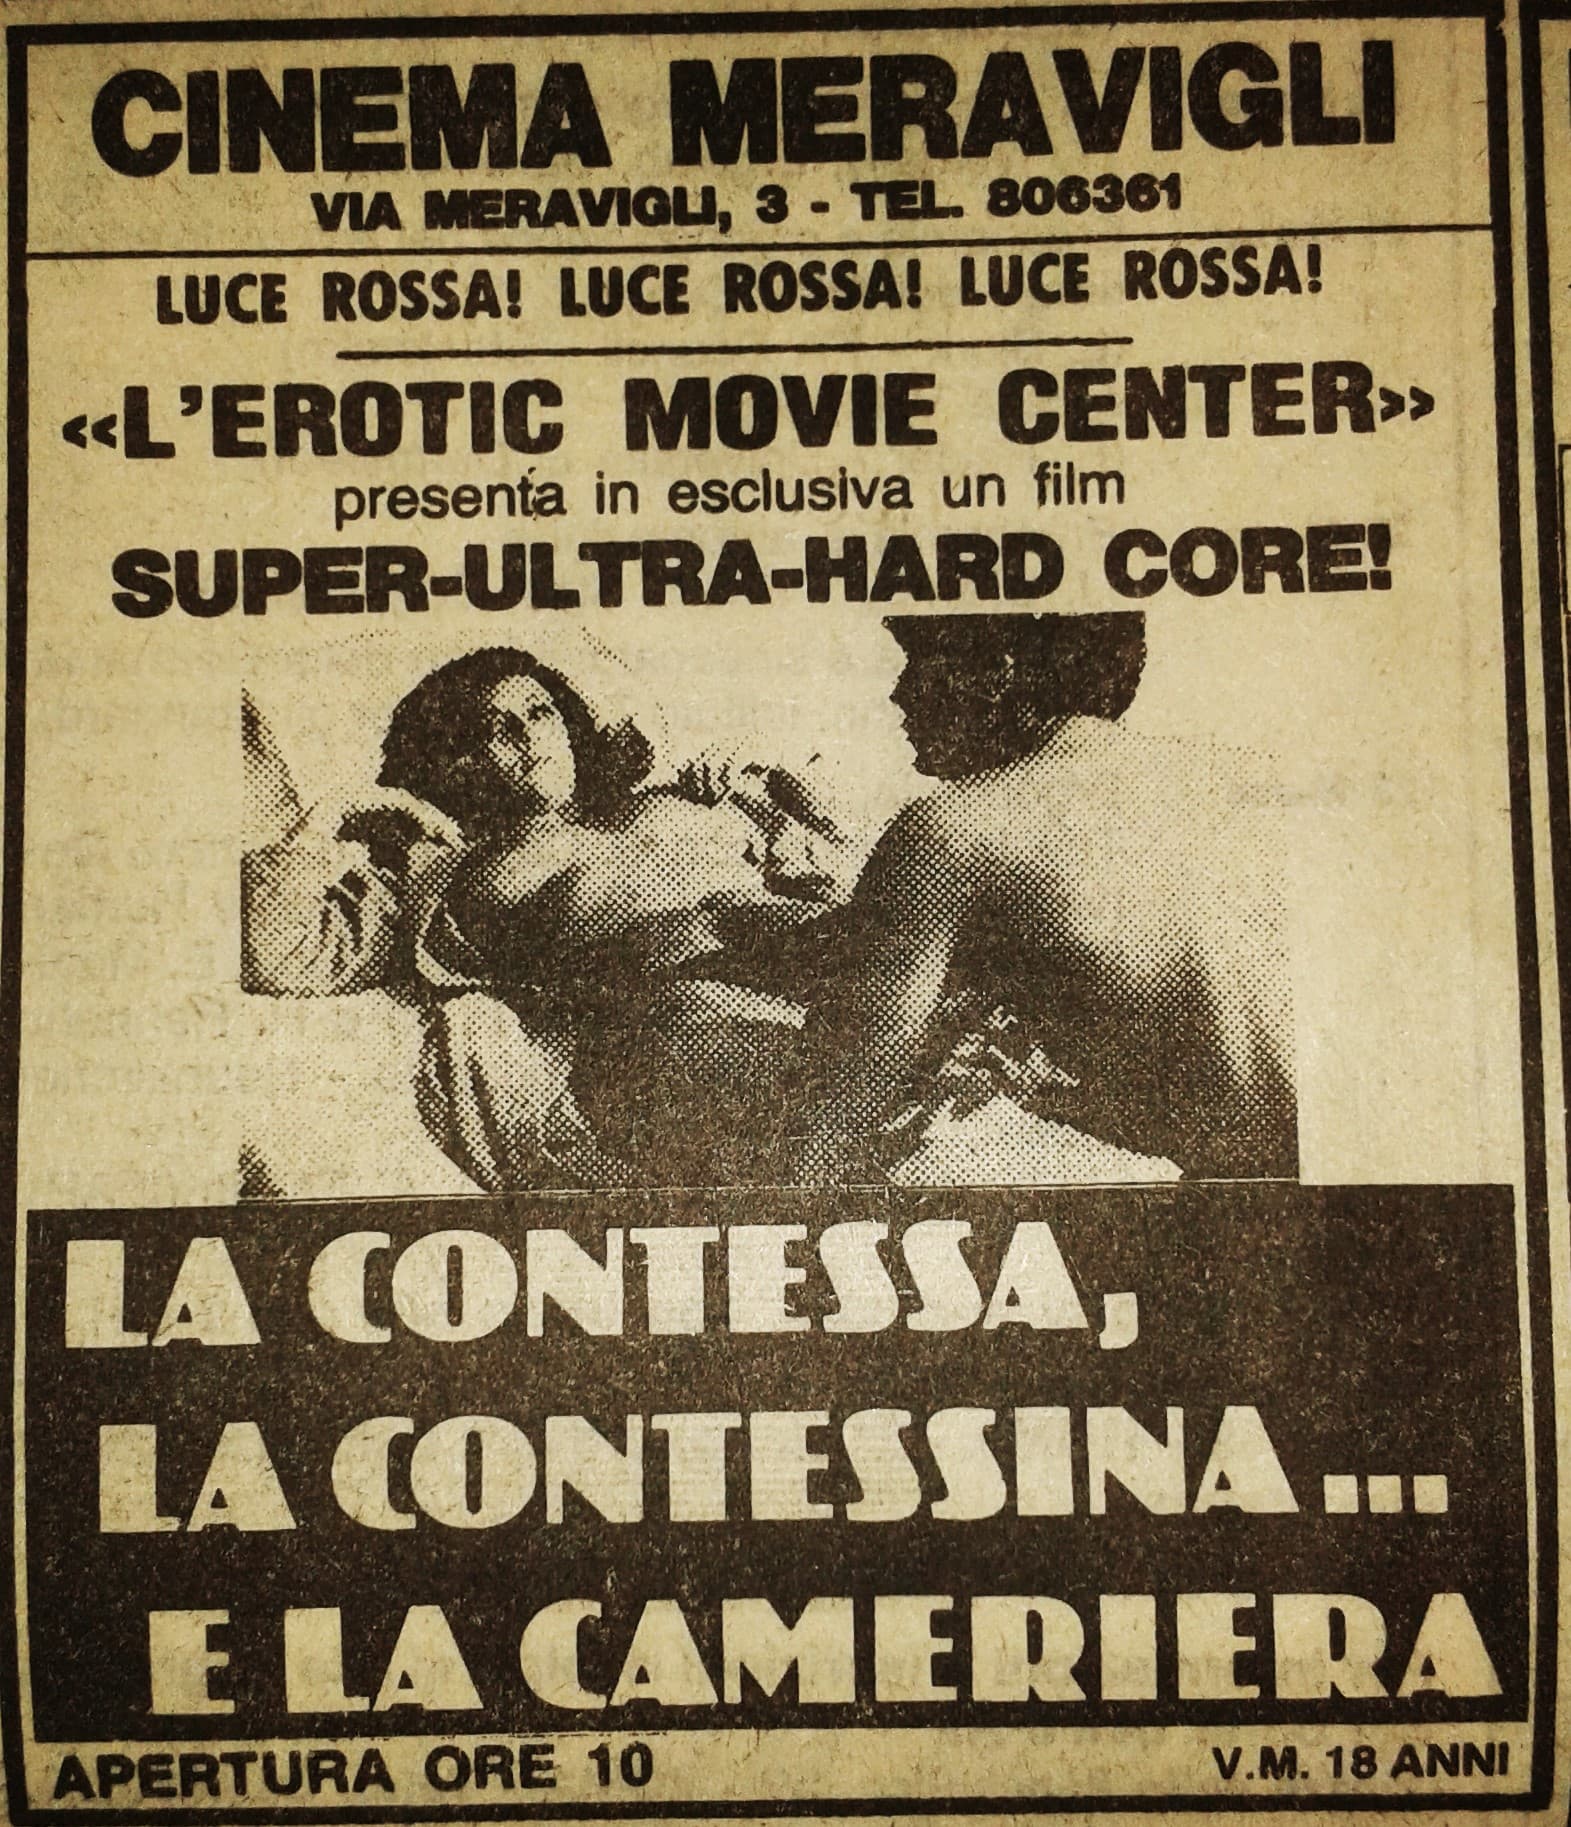 CINEMA MERAVIGLI
VIA MERAVIGLI, 3 - TEL. 806361
LUCE ROSSA! LUCE ROSSA! LUCE ROSSA!
«L'EROTIC MOVIE CENTER»
presenta in esclusiva un film
SUPER-ULTRA-HARD CORE!
LA CONTESSA,
LA CONTESSINA...
E LA CAMERIERA
APERTURA ORE 10
V.M. 18 ANNI